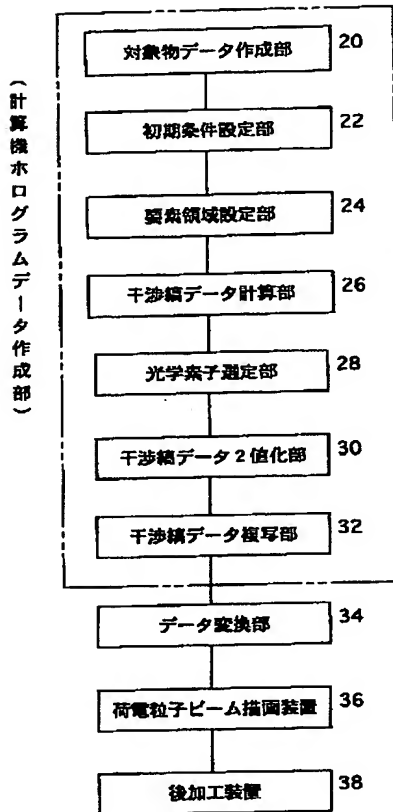 (計算機ホログラムデータ作成部)
対象物データ作成部 20
初期条件設定部 22
要素領域設定部 24
干渉縞データ計算部 26
光学素子選定部 28
干渉縞データ2値化部 30
干渉縞データ複写部 32
データ変換部 34
荷電粒子ビーム描画装置 36
後加工装置 38